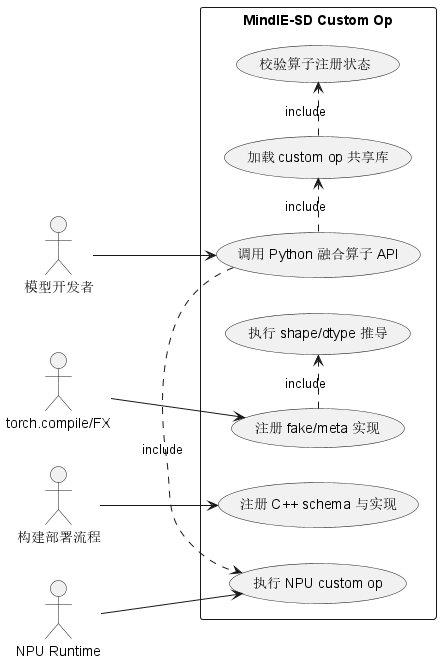 MindIE-SD Custom Op
校验算子注册状态
include
加载 custom op 共享库
include
调用 Python 融合算子 API
模型开发者
执行 shape/dtype 推导
include
torch.compile/FX
注册 fake/meta 实现
include
构建部署流程
注册 C++ schema 与实现
执行 NPU custom op
NPU Runtime